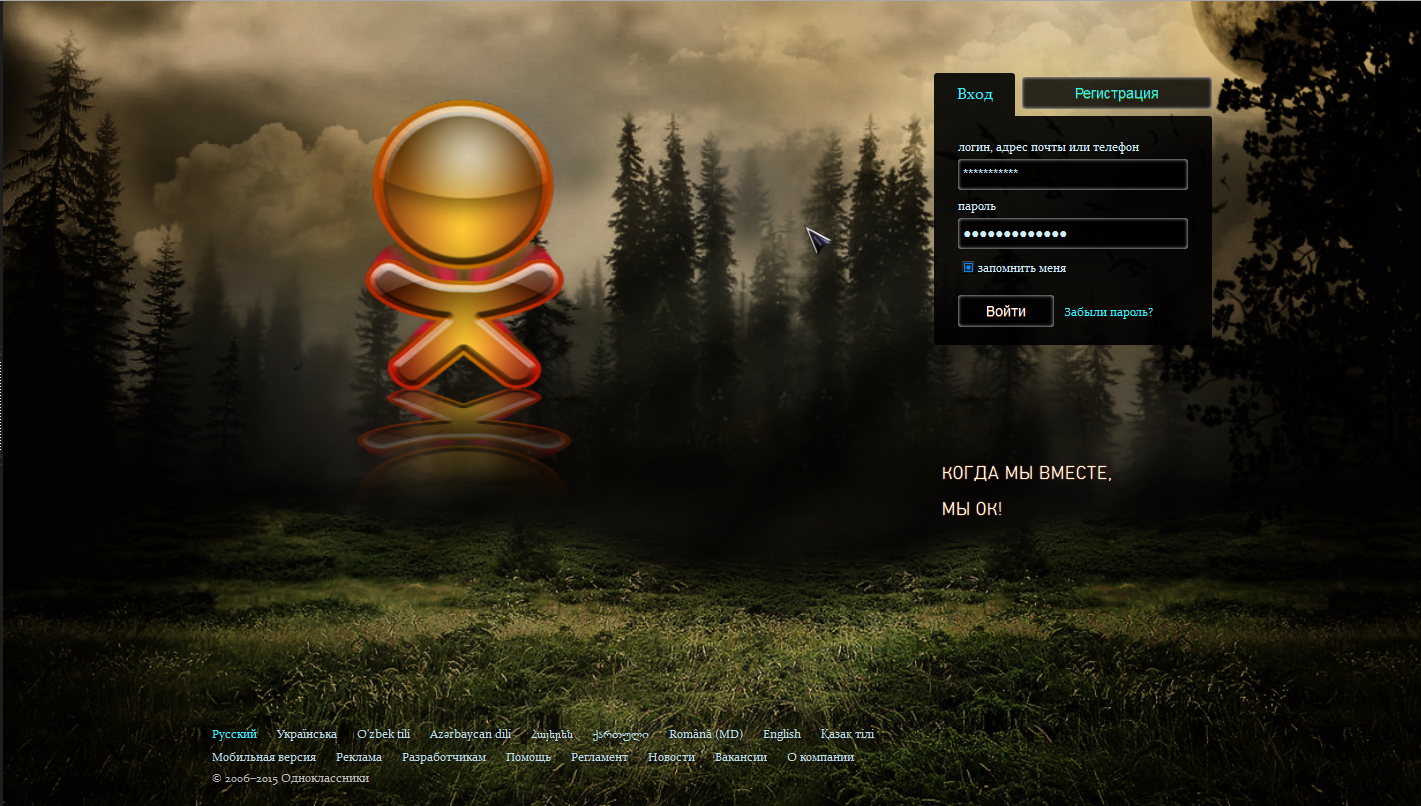 Вход
Регистрация
логин, адрес почты или телефон
***********
пароль
●●●●●●●●●●●●●
запомнить меня
Войти Забыли пароль?
КОГДА МЫ ВМЕСТЕ,
МЫ ОК!
Русский Українська O'zbek tili Azərbaycan dili Հայերեն ქართული Română (MD) English Қазақ тілі
Мобильная версия Реклама Разработчикам Помощь Регламент Новости Вакансии О компании
© 2006–2015 Одноклассники